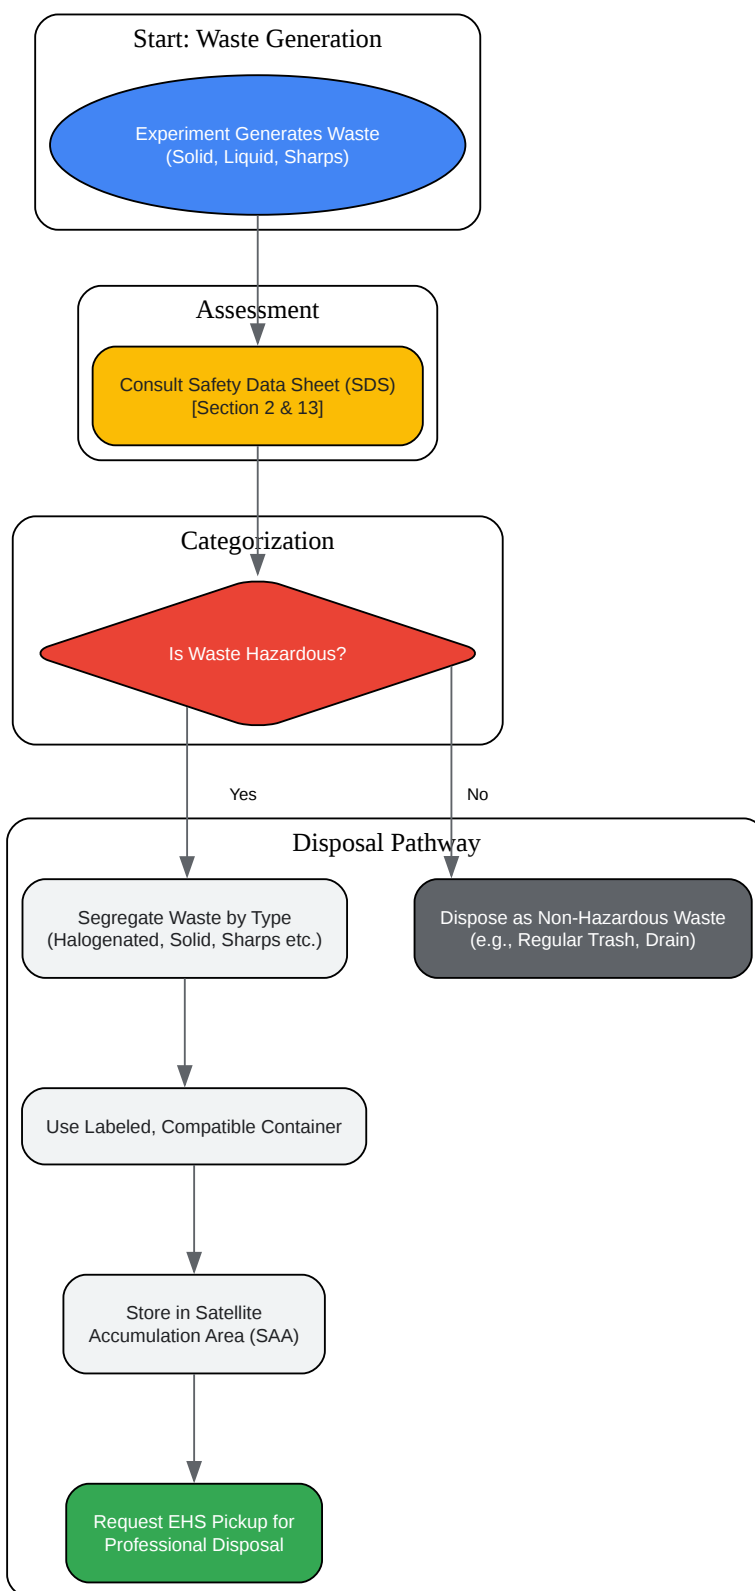 Start: Waste Generation
Experiment Generates Waste
(Solid, Liquid, Sharps)
Assessment
Consult Safety Data Sheet (SDS)
[Section 2 & 13]
Categorization
Is Waste Hazardous?
Yes
No
Disposal Pathway
Segregate Waste by Type
(Halogenated, Solid, Sharps etc.)
Dispose as Non-Hazardous Waste
(e.g., Regular Trash, Drain)
Use Labeled, Compatible Container
Store in Satellite
Accumulation Area (SAA)
Request EHS Pickup for
Professional Disposal